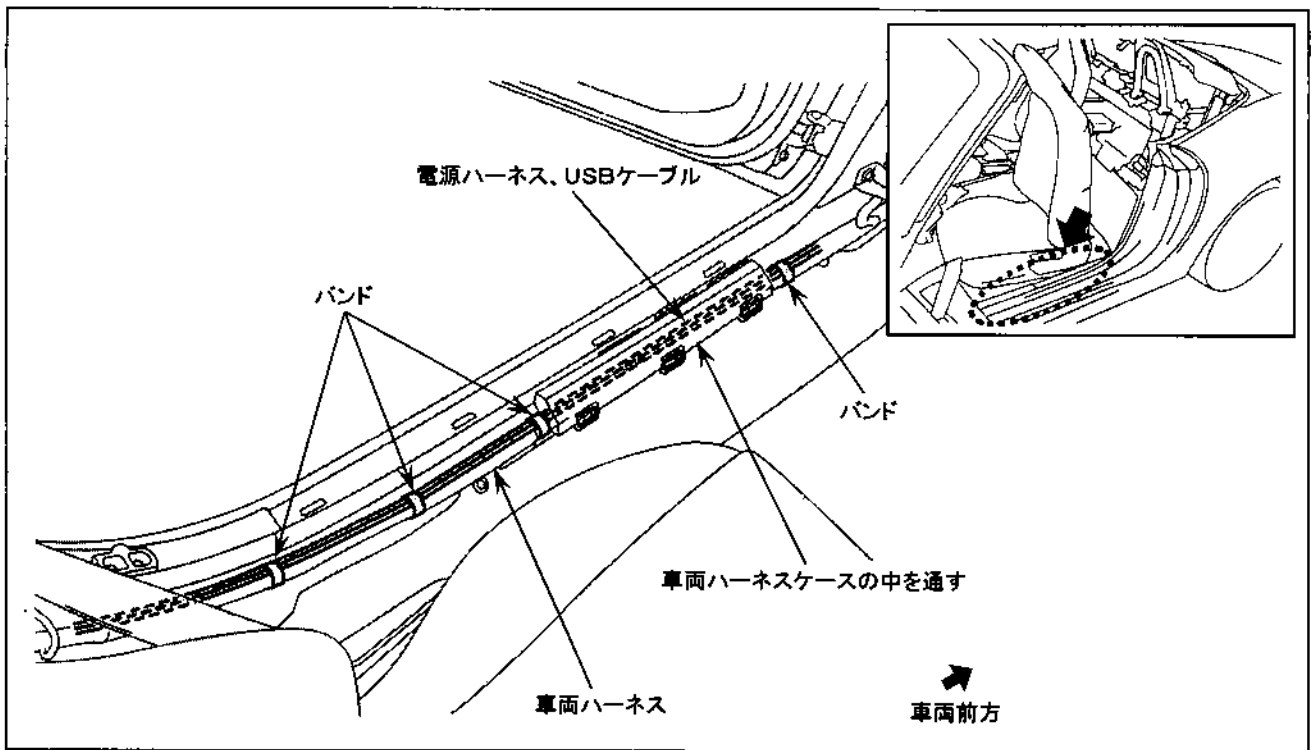 電源ハーネス、USBケーブル
バンド
バンド
車両ハーネスケースの中を通す
車両ハーネス
車両前方